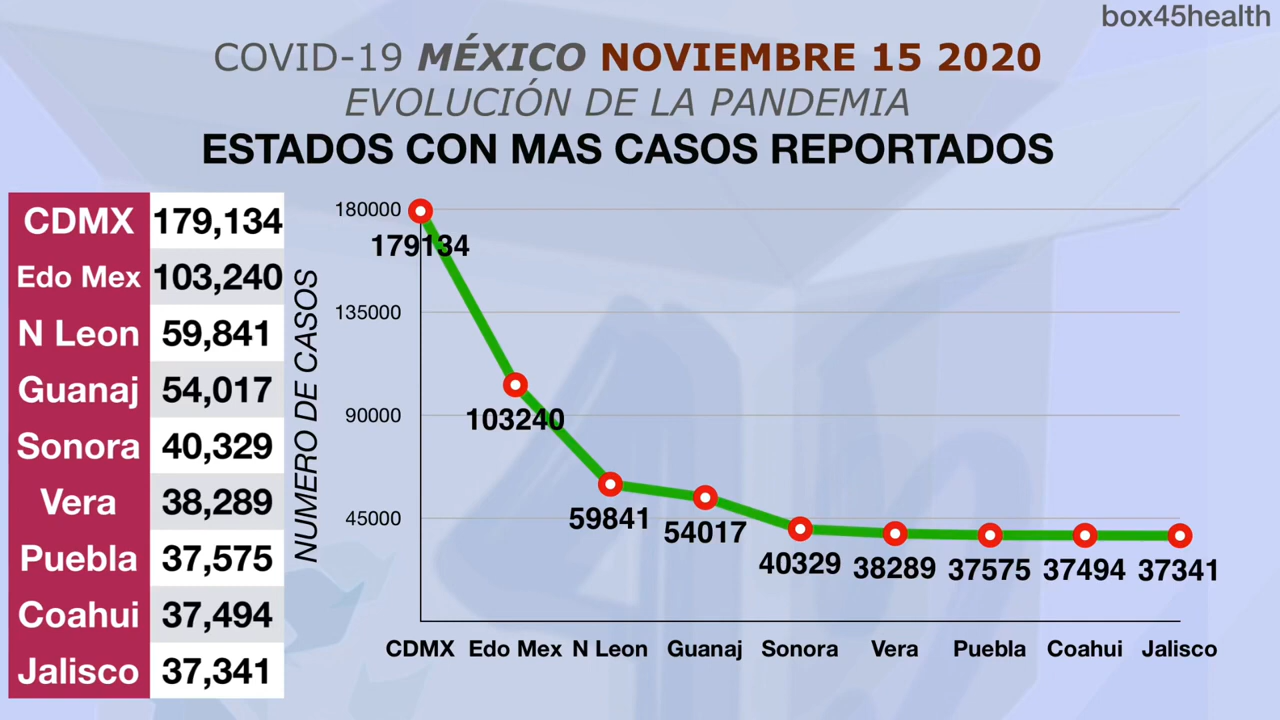 box45health
COVID-19 MÉXICO NOVIEMBRE 15 2020
EVOLUCIÓN DE LA PANDEMIA
ESTADOS CON MAS CASOS REPORTADOS
CDMX 179,134
Edo Mex 103,240
N Leon 59,841
Guanaj 54,017
Sonora 40,329
Vera 38,289
Puebla 37,575
Coahui 37,494
Jalisco 37,341
NUMERO DE CASOS
180000
135000
90000
45000
179134
103240
59841
54017
40329
38289
37575
37494
37341
CDMX Edo Mex N Leon Guanaj Sonora Vera Puebla Coahui Jalisco